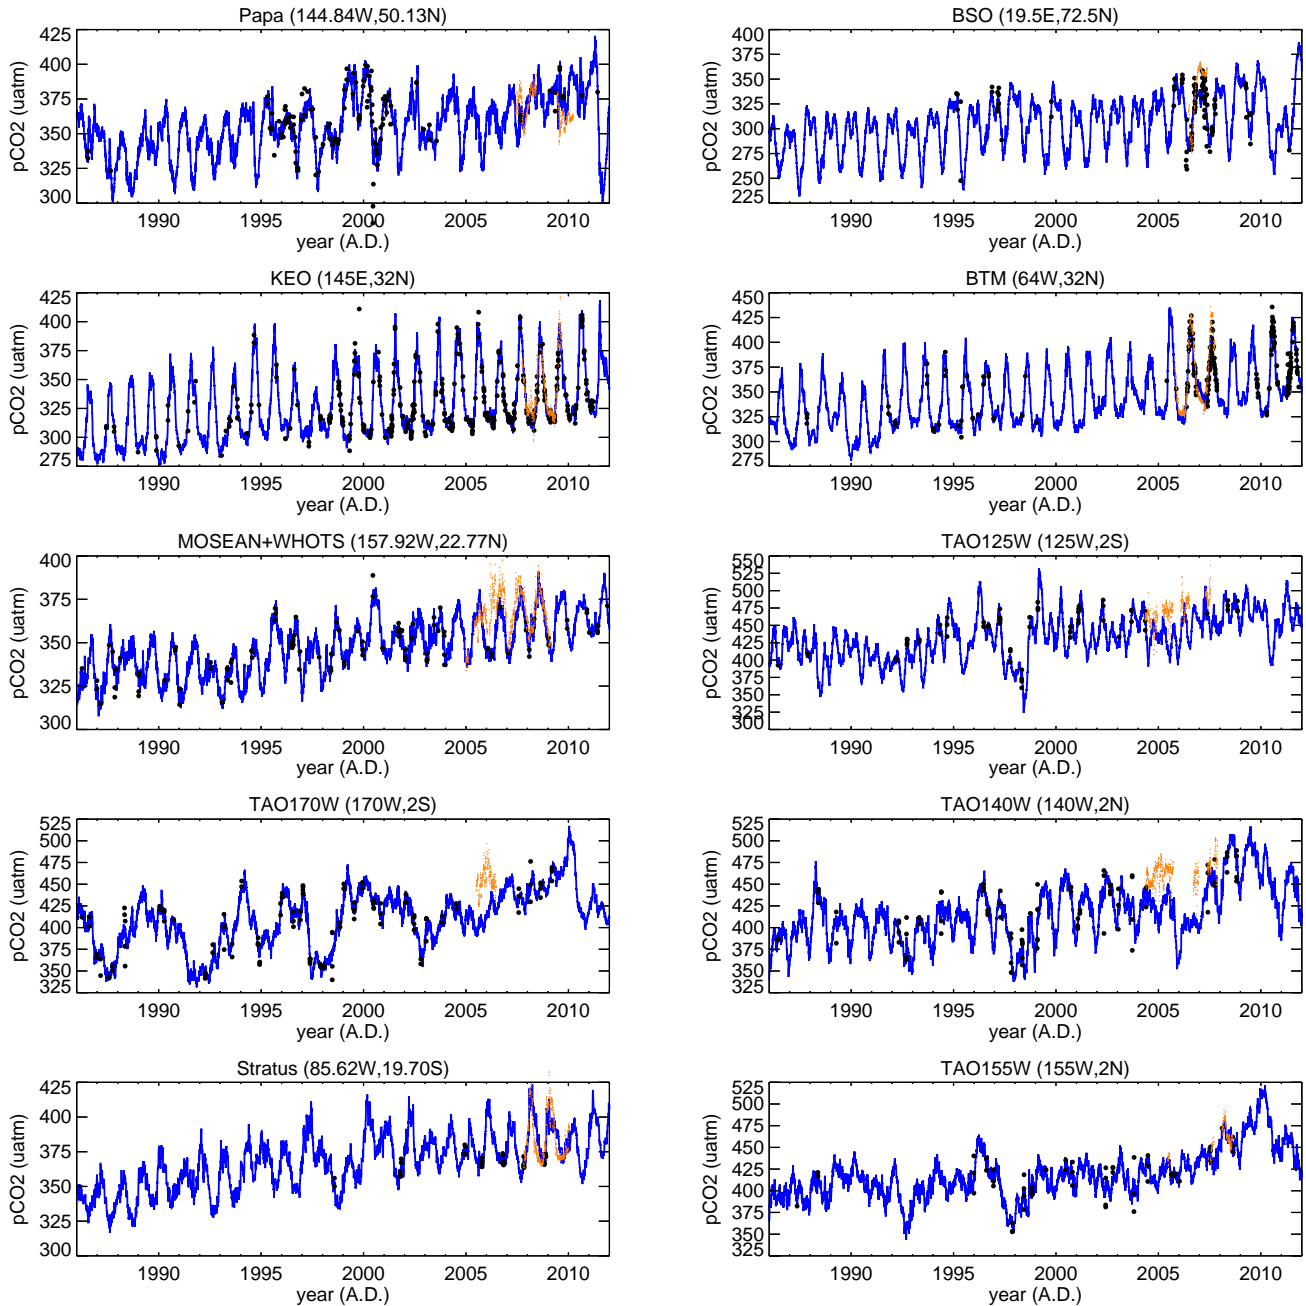 Papa (144.84W,50.13N)
pCO2 (uatm)
425
400
375
350
325
300
1990 1995 2000 2005 2010
year (A.D.)
BSO (19.5E,72.5N)
pCO2 (uatm)
400
375
350
325
300
275
250
225
1990 1995 2000 2005 2010
year (A.D.)
KEO (145E,32N)
pCO2 (uatm)
425
400
375
350
325
300
275
1990 1995 2000 2005 2010
year (A.D.)
BTM (64W,32N)
pCO2 (uatm)
450
425
400
375
350
325
300
275
1990 1995 2000 2005 2010
year (A.D.)
MOSEAN+WHOTS (157.92W,22.77N)
pCO2 (uatm)
400
375
350
325
300
1990 1995 2000 2005 2010
year (A.D.)
TAO125W (125W,2S)
pCO2 (uatm)
550
525
500
475
450
425
400
375
350
325
300
1990 1995 2000 2005 2010
year (A.D.)
TAO170W (170W,2S)
pCO2 (uatm)
525
500
475
450
425
400
375
350
325
1990 1995 2000 2005 2010
year (A.D.)
TAO140W (140W,2N)
pCO2 (uatm)
525
500
475
450
425
400
375
350
325
1990 1995 2000 2005 2010
year (A.D.)
Stratus (85.62W,19.70S)
pCO2 (uatm)
425
400
375
350
325
300
1990 1995 2000 2005 2010
year (A.D.)
TAO155W (155W,2N)
pCO2 (uatm)
525
500
475
450
425
400
375
350
325
1990 1995 2000 2005 2010
year (A.D.)